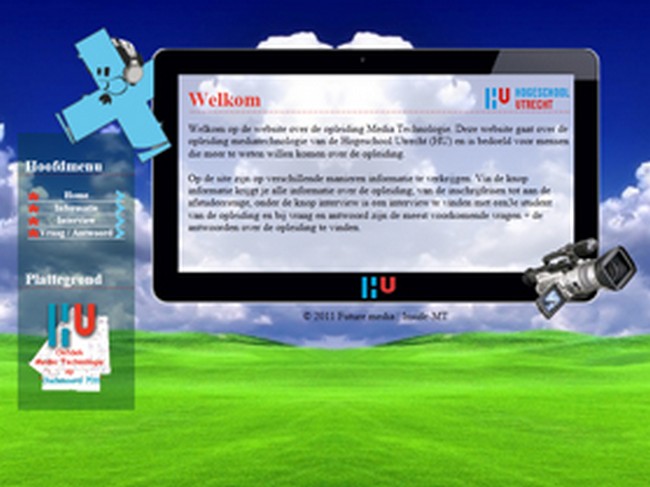 Welkom
HU HOGESCHOOL
UTRECHT
Welkom op de website over de opleiding Media Technologie. Deze website gaat over de
opleiding mediatechnologie van de Hogeschool Utrecht (HU) en is bedoeld voor mensen
die meer te weten willen komen over de opleiding.
Op de site zijn op verschillende manieren informatie te verkrijgen. Via de knop
informatie krijgt je alle informatie over de opleiding, van de inschrijfeisen tot aan de
afstudeerstage, onder de knop interview is een interview te vinden met een student
van de opleiding en bij vraag en antwoord zijn de meest voorkomende vragen + de
antwoorden over de opleiding te vinden.
Hoofdmenu
Home
Informatie
Interview
Vraag / Antwoord
Plattegrond
HU
Media Technologie
op
HU
© 2011 Future media | Inside-MT